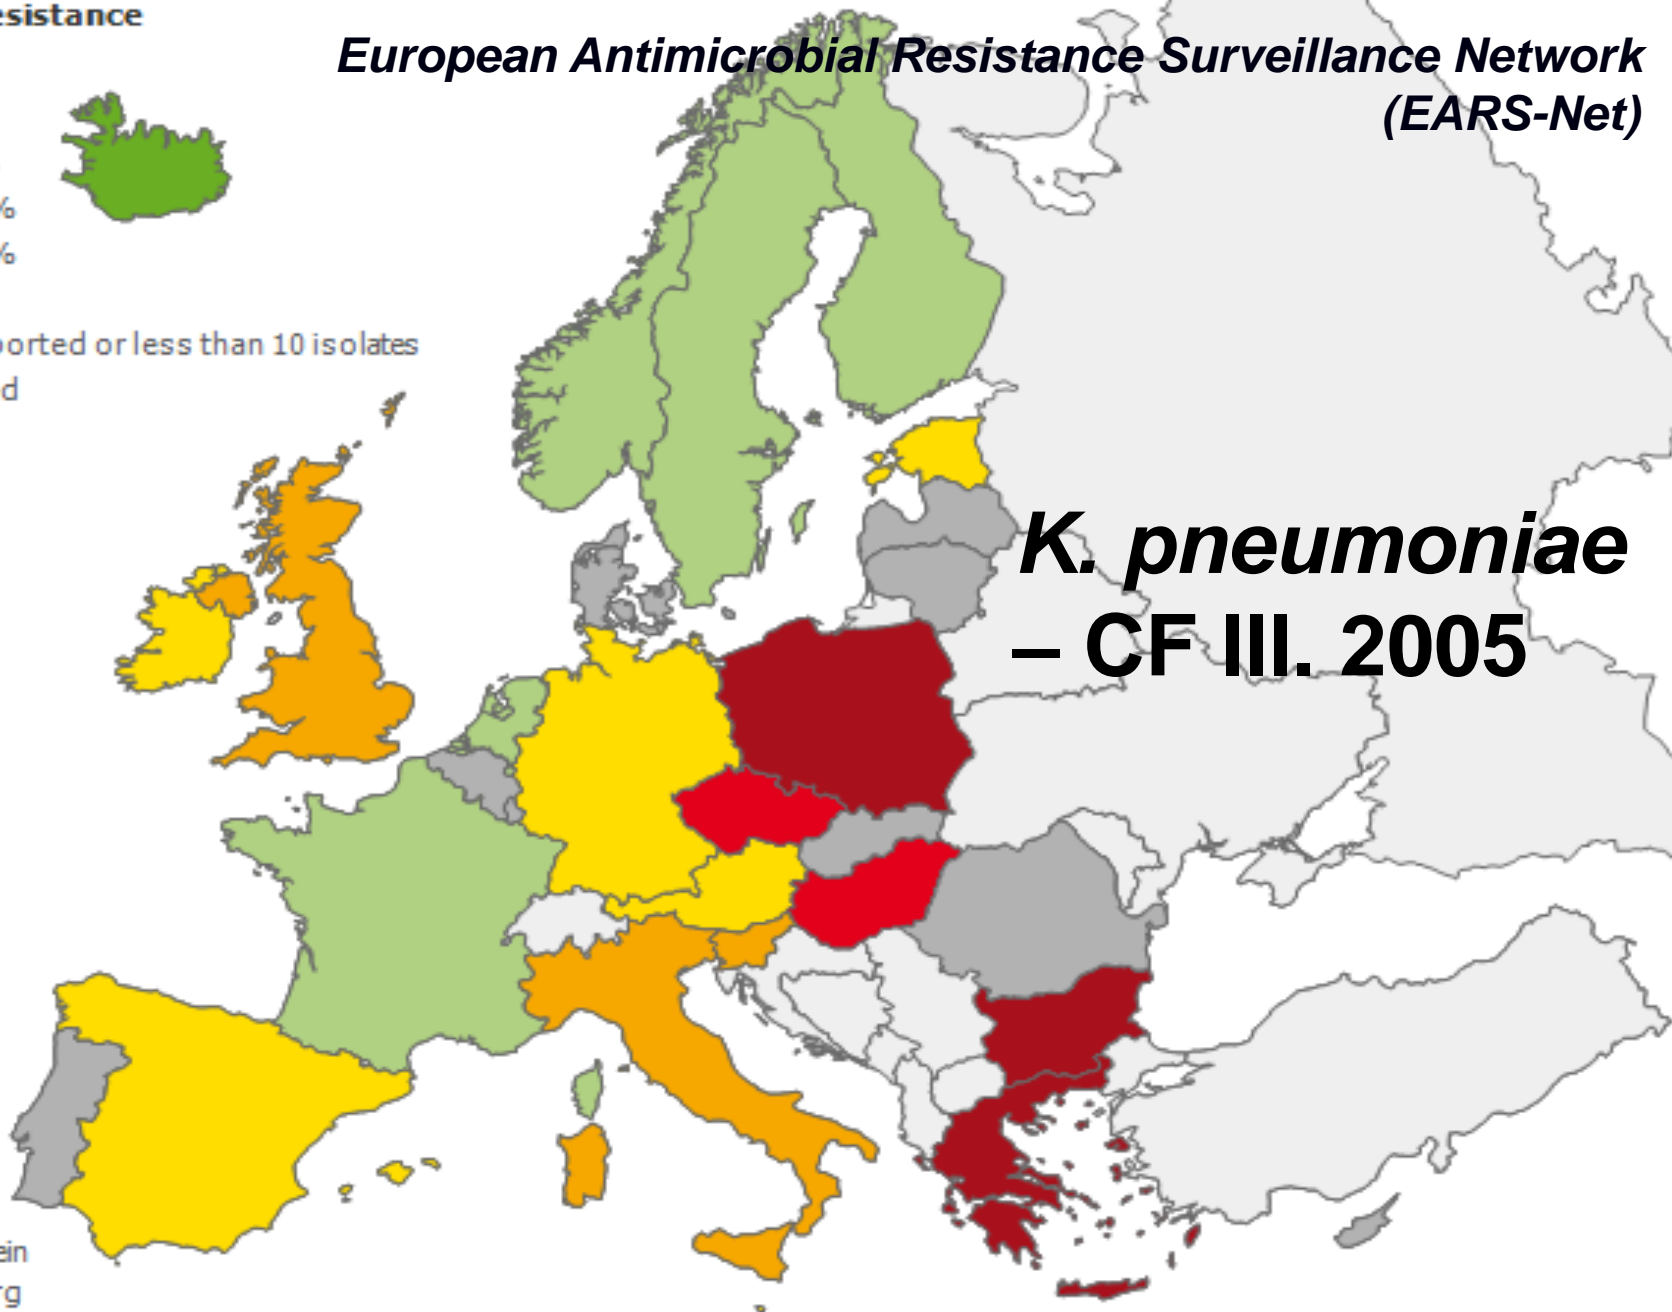 esistance
European Antimicrobial Resistance Surveillance Network
(EARS-Net)
%
%
orted or less than 10 isolates
d
K. pneumoniae
– CF III. 2005
ein
rg